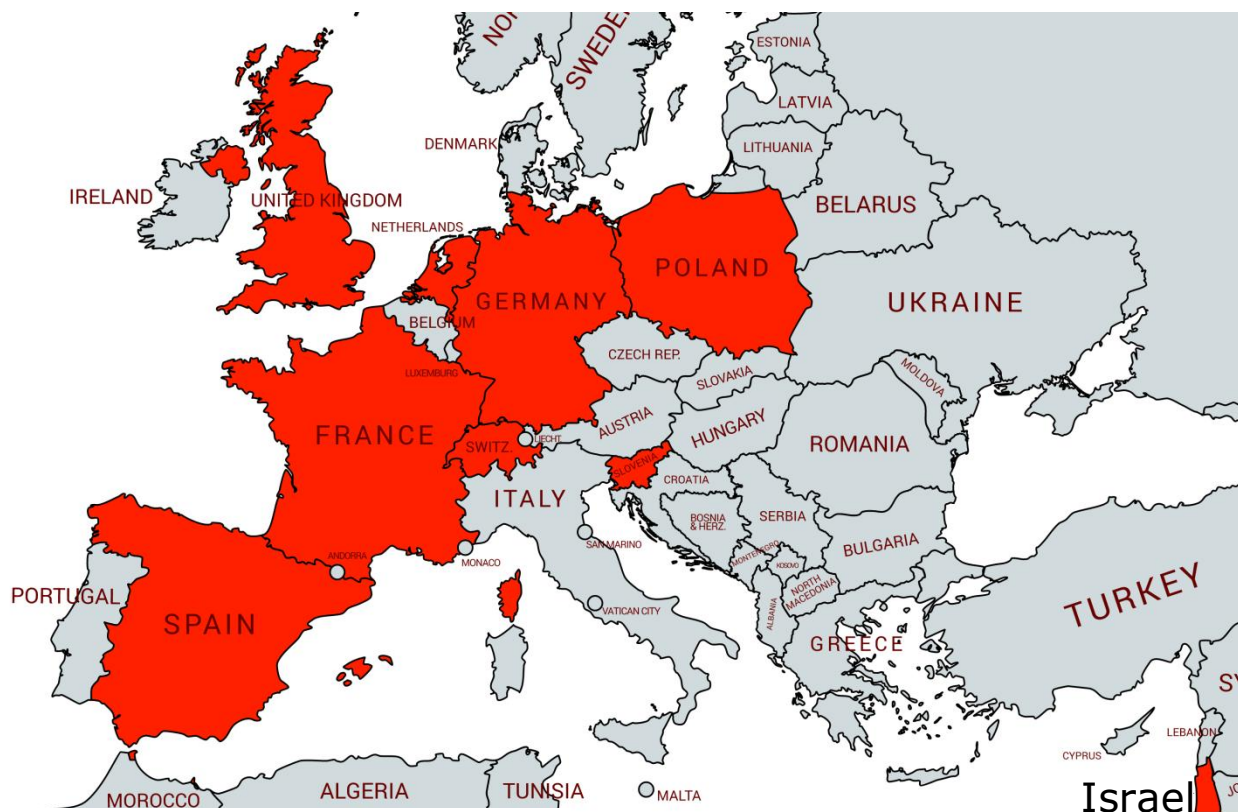 NOR
SWEDEN
ESTONIA
LATVIA
DENMARK
LITHUANIA
IRELAND
UNITED KINGDOM
BELARUS
NETHERLANDS
POLAND
GERMANY
UKRAINE
BELGIUM
CZECH REP.
LUXEMBURG
SLOVAKIA
MOLDOVA
AUSTRIA
HUNGARY
FRANCE
SWITZ.
LIECHT.
ROMANIA
SLOVENIA
CROATIA
ITALY
BOSNIA
& HERZ.
SERBIA
SAN MARINO
BULGARIA
ANDORRA
MONACO
MONTENEGRO
KOSOVO
NORTH
MACEDONIA
PORTUGAL
SPAIN
VATICAN CITY
ALBANIA
TURKEY
GREECE
SY
LEBANON
CYPRUS
ALGERIA
TUNISIA
MALTA
MOROCCO
Israel
JO